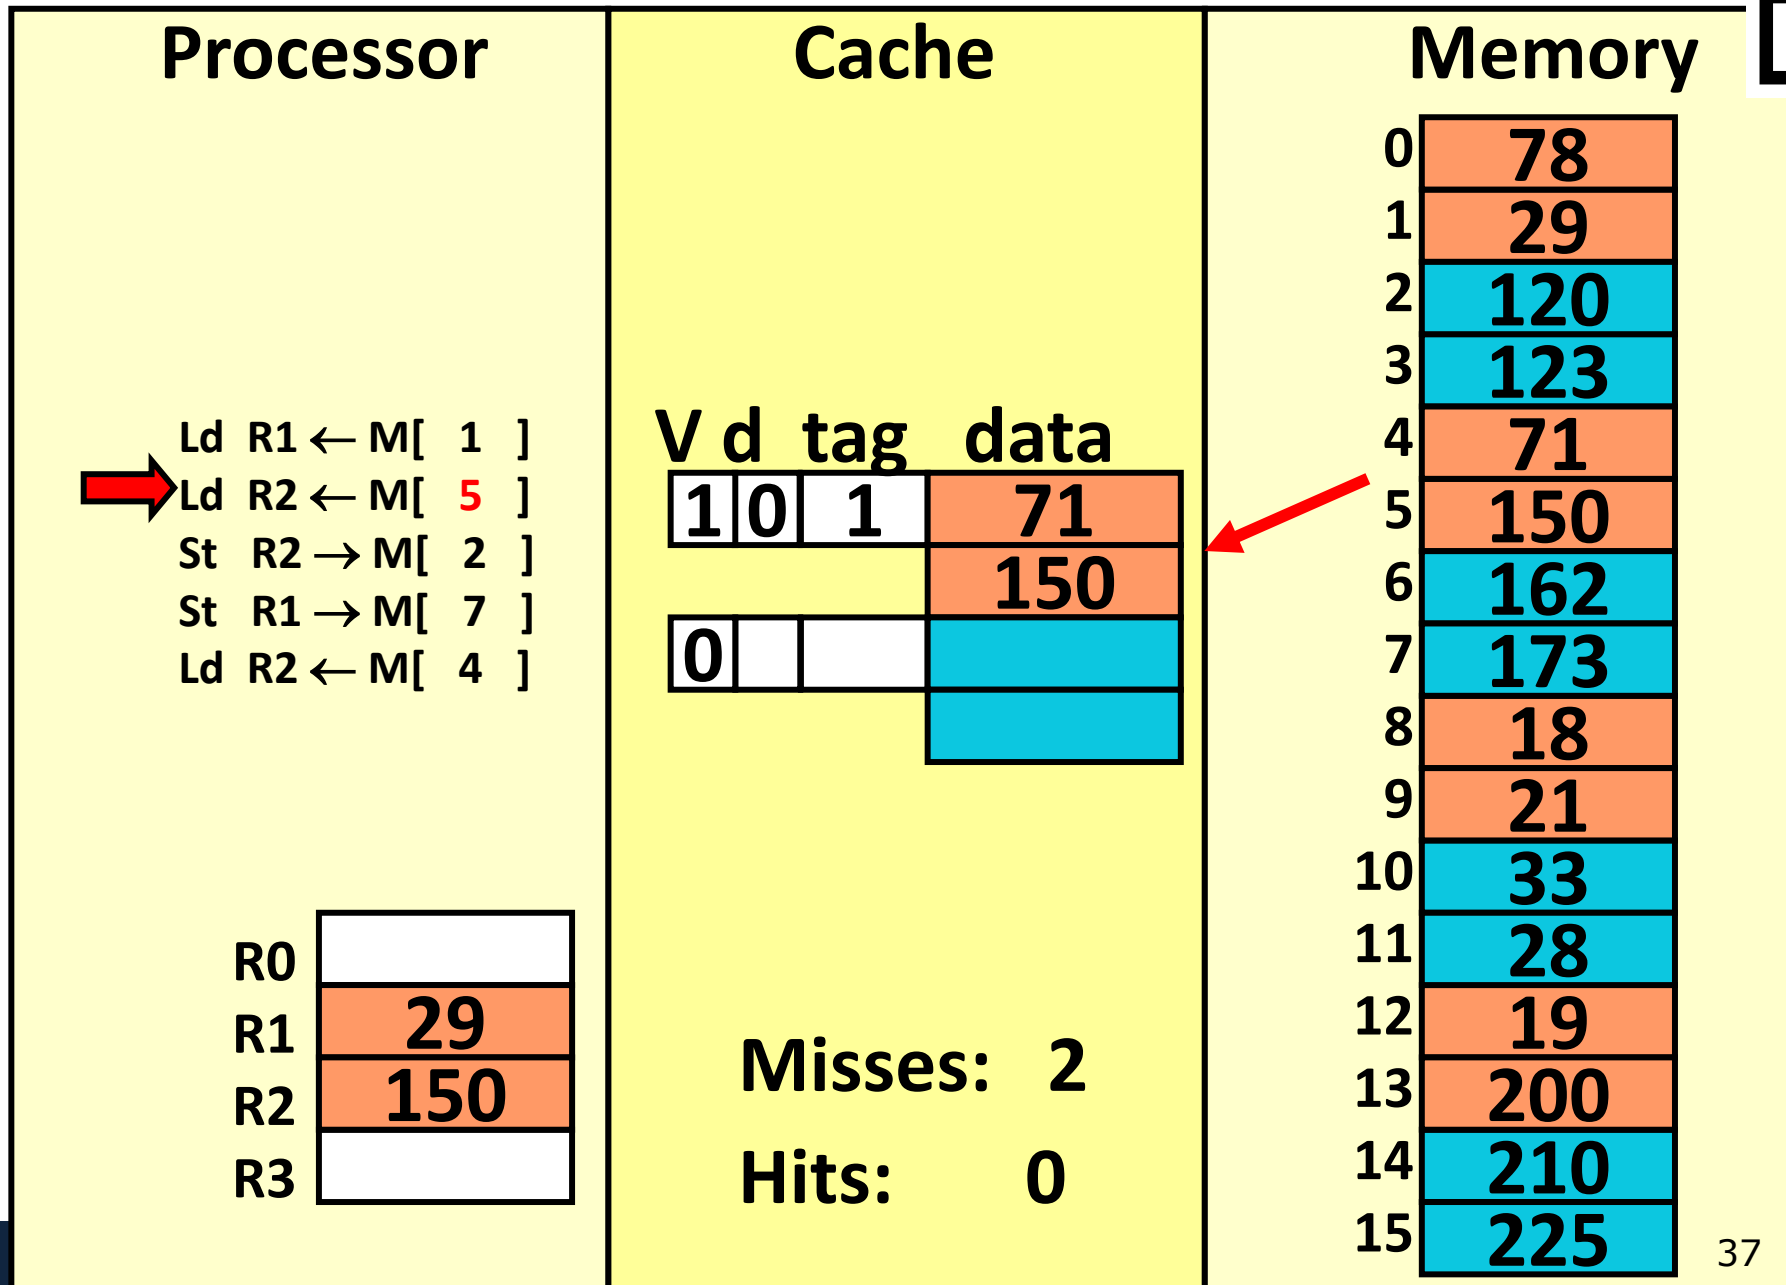 Processor
Cache
Memory
Ld R1 ← M[ 1 ]
Ld R2 ← M[ 5 ]
St R2 → M[ 2 ]
St R1 → M[ 7 ]
Ld R2 ← M[ 4 ]
R0
R1 29
R2 150
R3
V d tag data
1 0 1 71
150
0
Misses: 2
Hits: 0
0 78
1 29
2 120
3 123
4 71
5 150
6 162
7 173
8 18
9 21
10 33
11 28
12 19
13 200
14 210
15 225
37